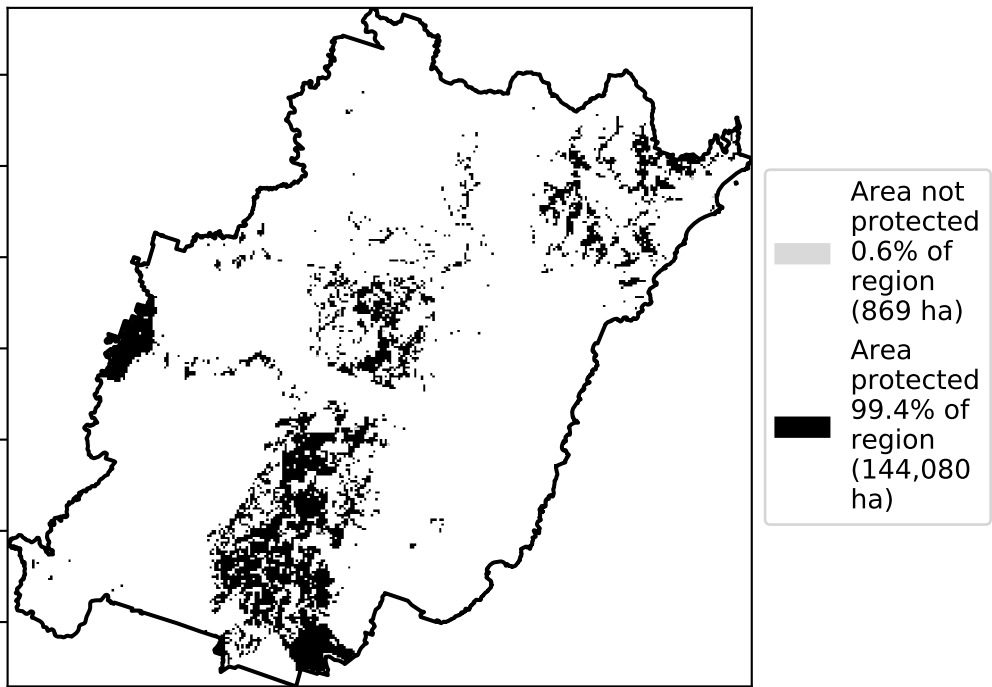 Area not
protected
0.6% of
region
(869 ha)
Area
protected
99.4% of
region
(144,080
ha)